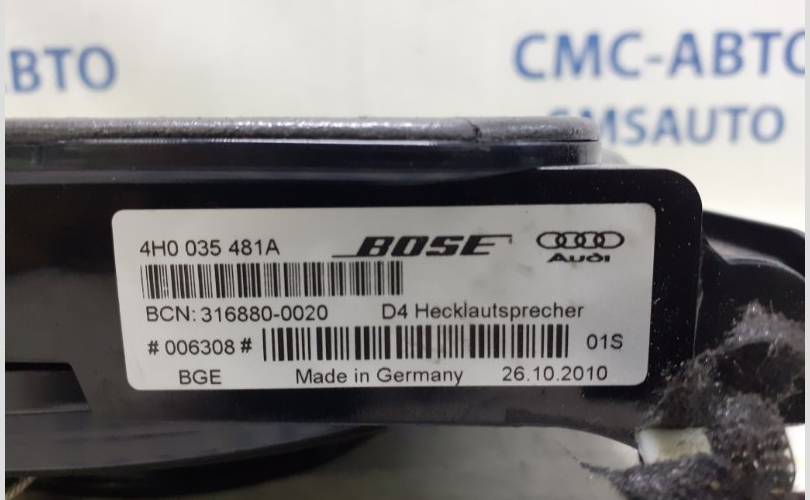 ВТО
СМС-АВТО
SMSAUTO
4H0 035 481A
BOSE
Audi
BCN: 316880-0020
D4 Hecklautsprecher
# 006308 #
01S
BGE
Made in Germany
26.10.2010